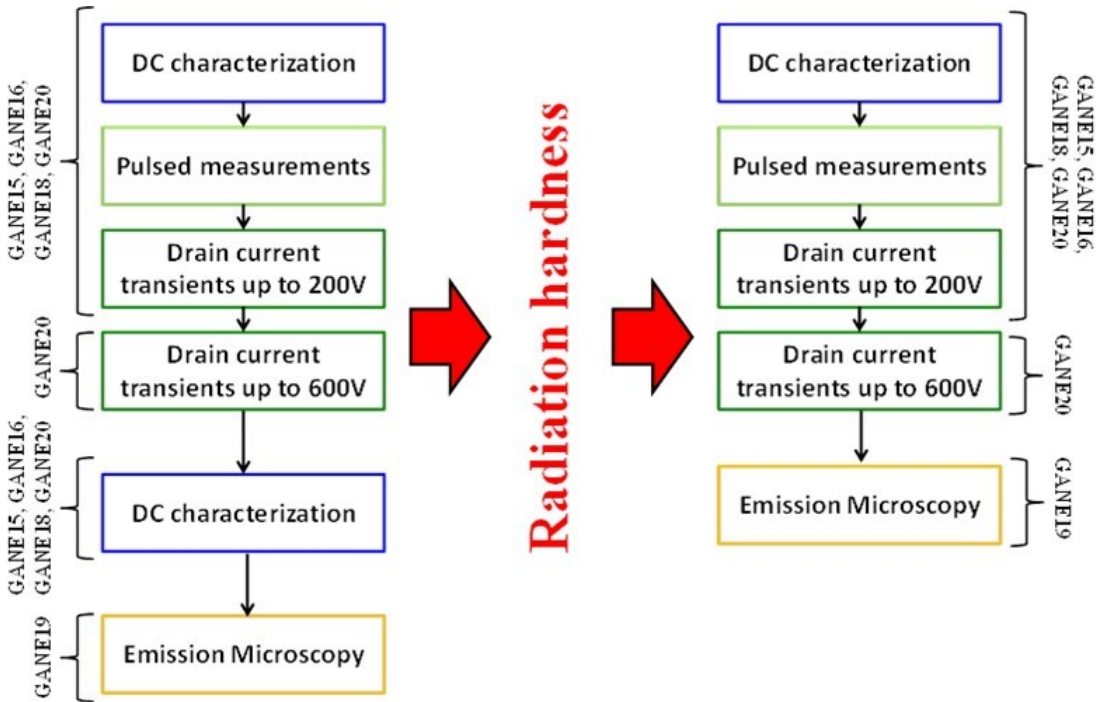 GANE15, GANE16,
GANE18, GANE20
DC characterization
Pulsed measurements
Drain current
transients up to 200V
GANE20
Drain current
transients up to 600V
GANE15, GANE16,
GANE18, GANE20
DC characterization
GANE19
Emission Microscopy
Radiation hardness
DC characterization
Pulsed measurements
Drain current
transients up to 200V
GANE15, GANE16,
GANE18, GANE20
Drain current
transients up to 600V
GANE20
Emission Microscopy
GANE19